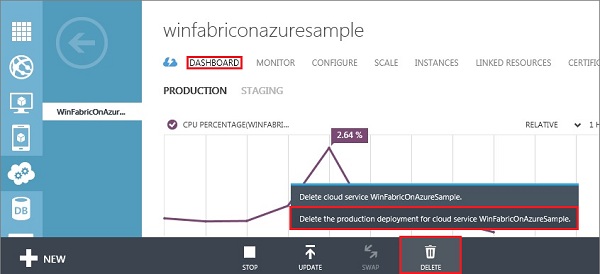 winfabriconazuresample
DASHBOARD MONITOR CONFIGURE SCALE INSTANCES LINKED RESOURCES CERTIFI
PRODUCTION STAGING
WinFabricOnAzur...
CPU PERCENTAGE(WINFABRI... RELATIVE 1 H
2.64 %
Delete cloud service WinFabricOnAzureSample.
Delete the production deployment for cloud service WinFabricOnAzureSample.
DB
NEW STOP UPDATE SWAP DELETE